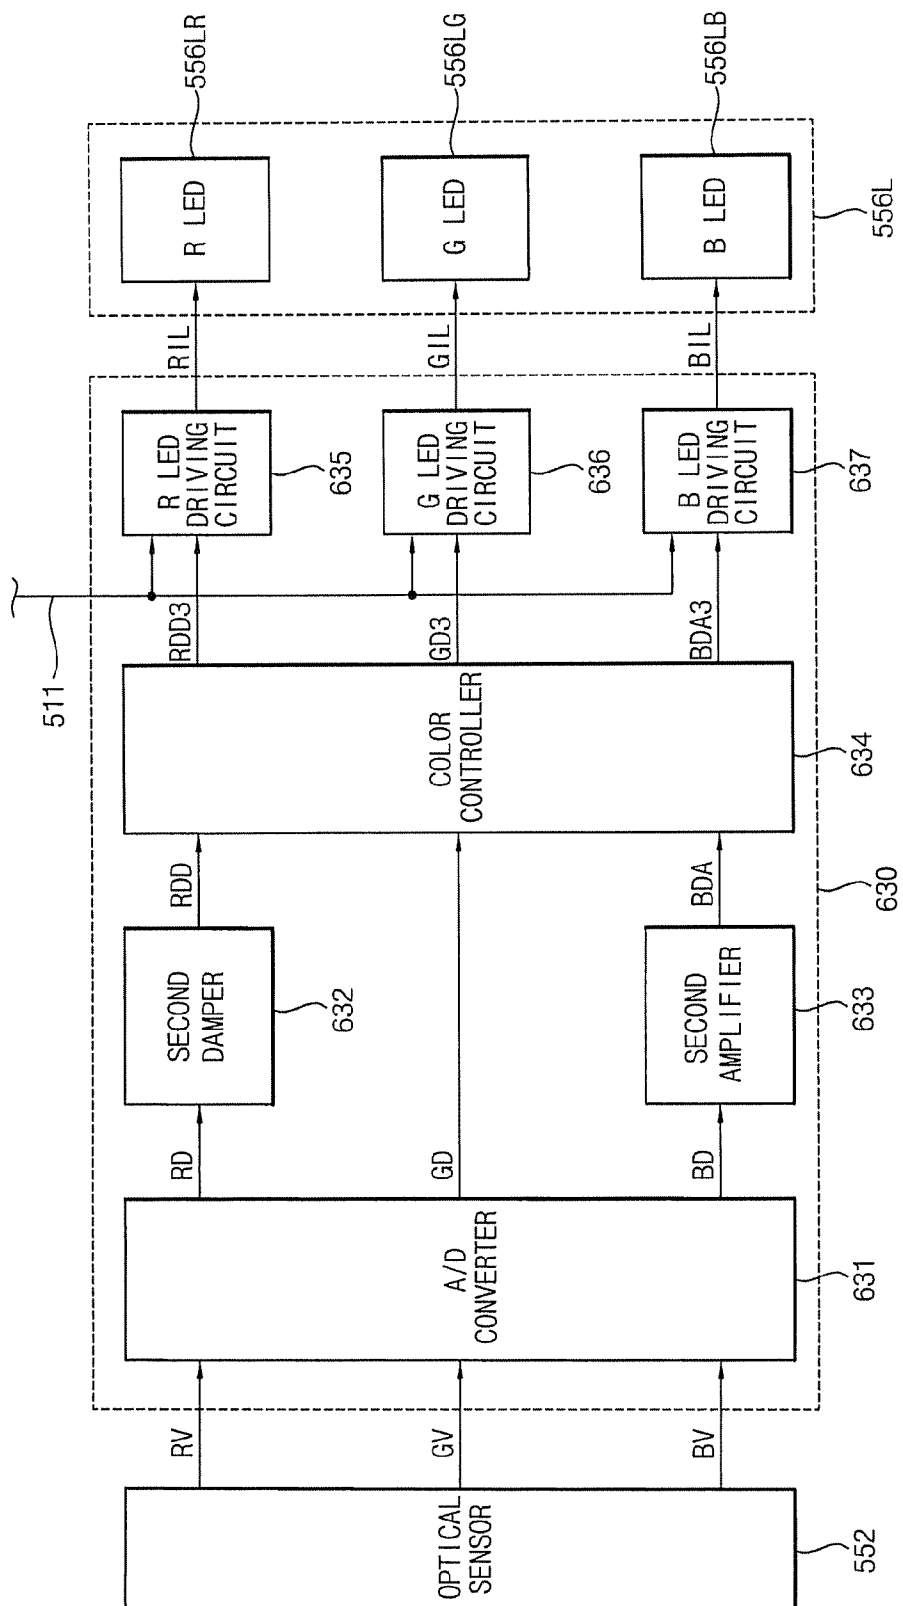 OPTICAL
SENSOR
552
RV
GV
BV
A/D
CONVERTER
631
RD
GD
BD
SECOND
DAMPER
632
SECOND
AMPLIFIER
633
RDD
BDA
COLOR
CONTROLLER
634
630
511
RDD3
GD3
BDA3
R LED
DRIVING
CIRCUIT
635
G LED
DRIVING
CIRCUIT
636
B LED
DRIVING
CIRCUIT
637
RIL
GIL
BIL
R LED
556LR
G LED
556LG
B LED
556LB
556L